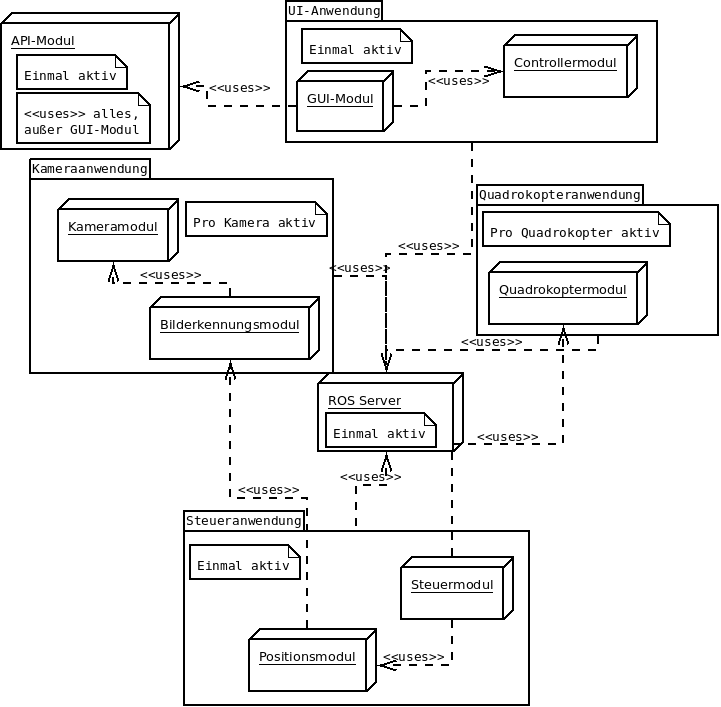 UI-Anwendung
API-Modul
Einmal aktiv
<<uses>> alles,
außer GUI-Modul
<<uses>>
Einmal aktiv
GUI-Modul
<<uses>>
Controllermodul
Kameraanwendung
Kameramodul
Pro Kamera aktiv
<<uses>>
Bilderkennungsmodul
<<uses>>
<<uses>>
Quadrokopteranwendung
Pro Quadrokopter aktiv
Quadrokoptermodul
<<uses>>
ROS Server
Einmal aktiv
<<uses>>
<<uses>>
<<uses>>
Steueranwendung
Einmal aktiv
Steuermodul
Positionsmodul
<<uses>>